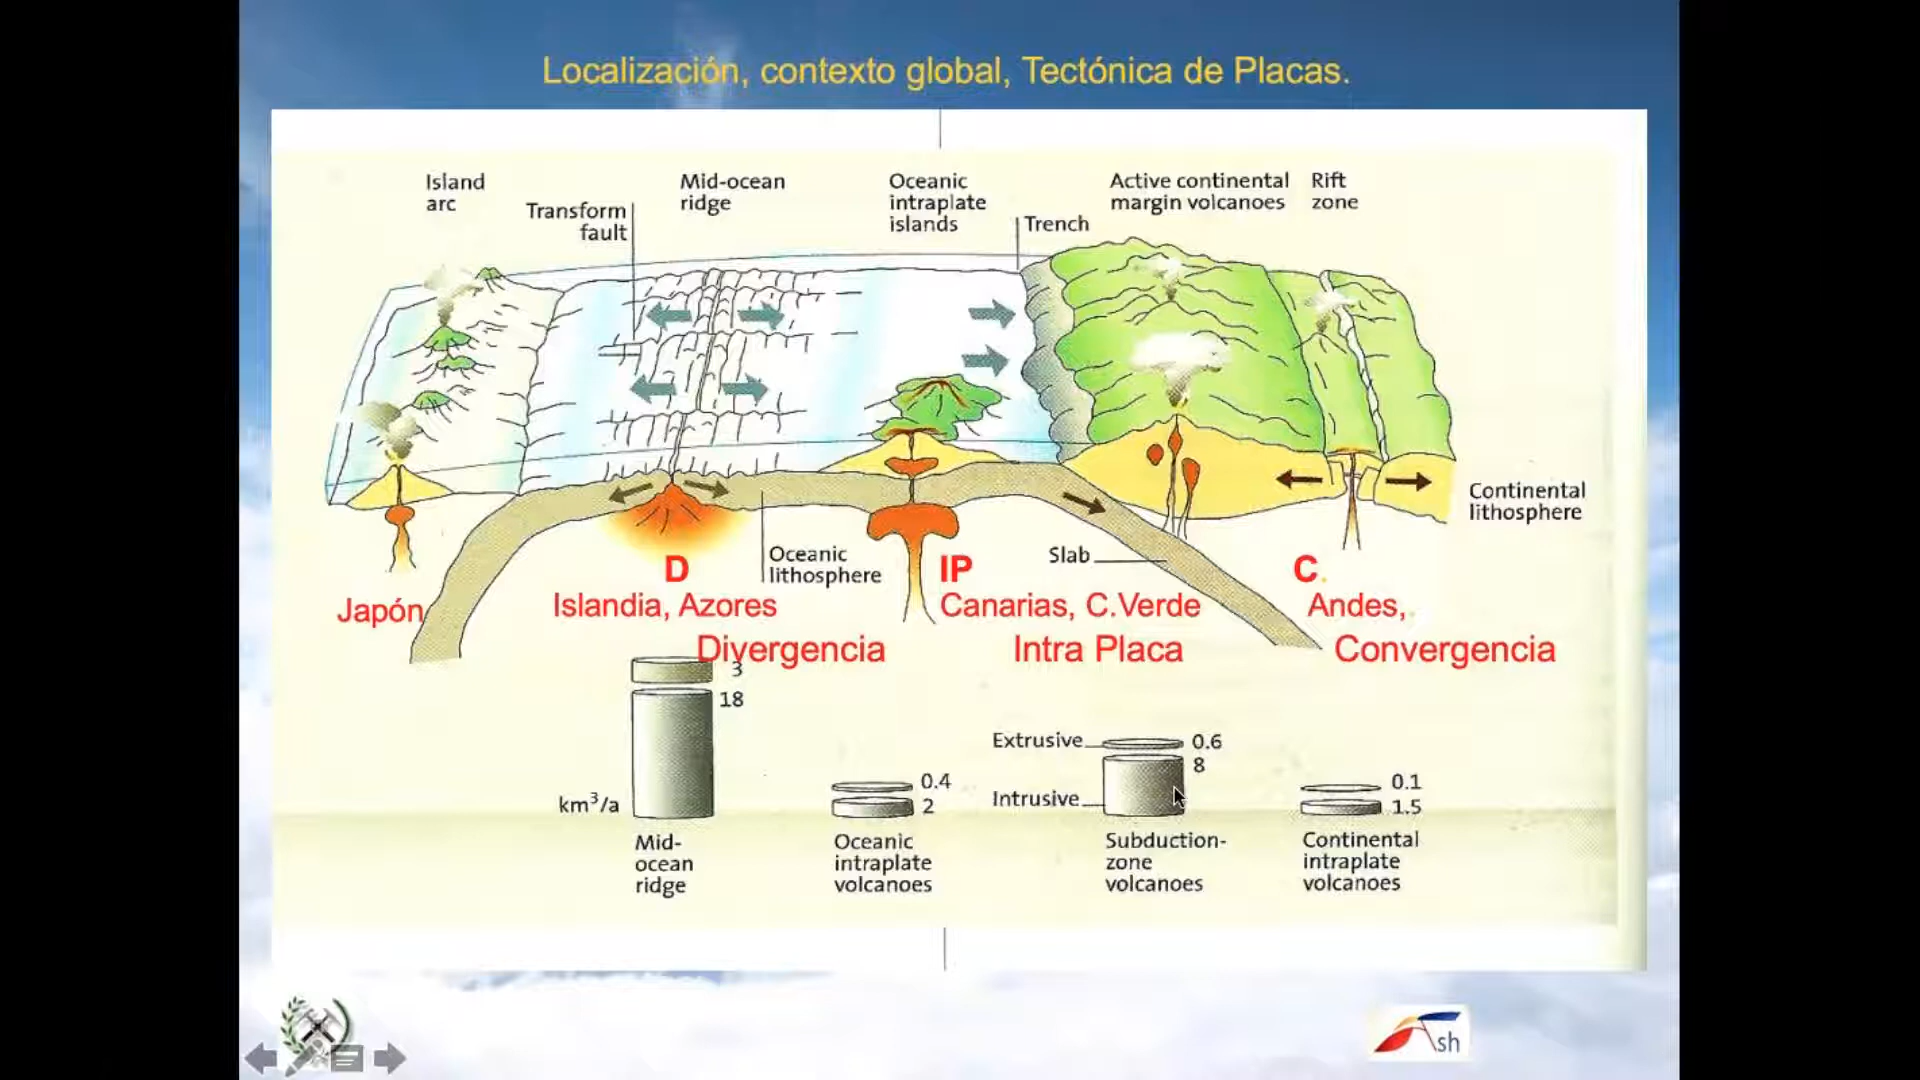 Localización, contexto global, Tectónica de Placas.
Island
arc
Transform
fault
Mid-ocean
ridge
Oceanic
intraplate
islands
Trench
Active continental
margin volcanoes
Rift
zone
Continental
lithosphere
Oceanic
lithosphere
Slab
D
IP
C.
Japón
Islandia, Azores
Canarias, C.Verde
Andes,.
Divergencia
Intra Placa
Convergencia
3
18
km³/a
Mid-
ocean
ridge
0.4
2
Oceanic
intraplate
volcanoes
Extrusive
Intrusive
0.6
8
Subduction-
zone
volcanoes
0.1
1.5
Continental
intraplate
volcanoes
Ash